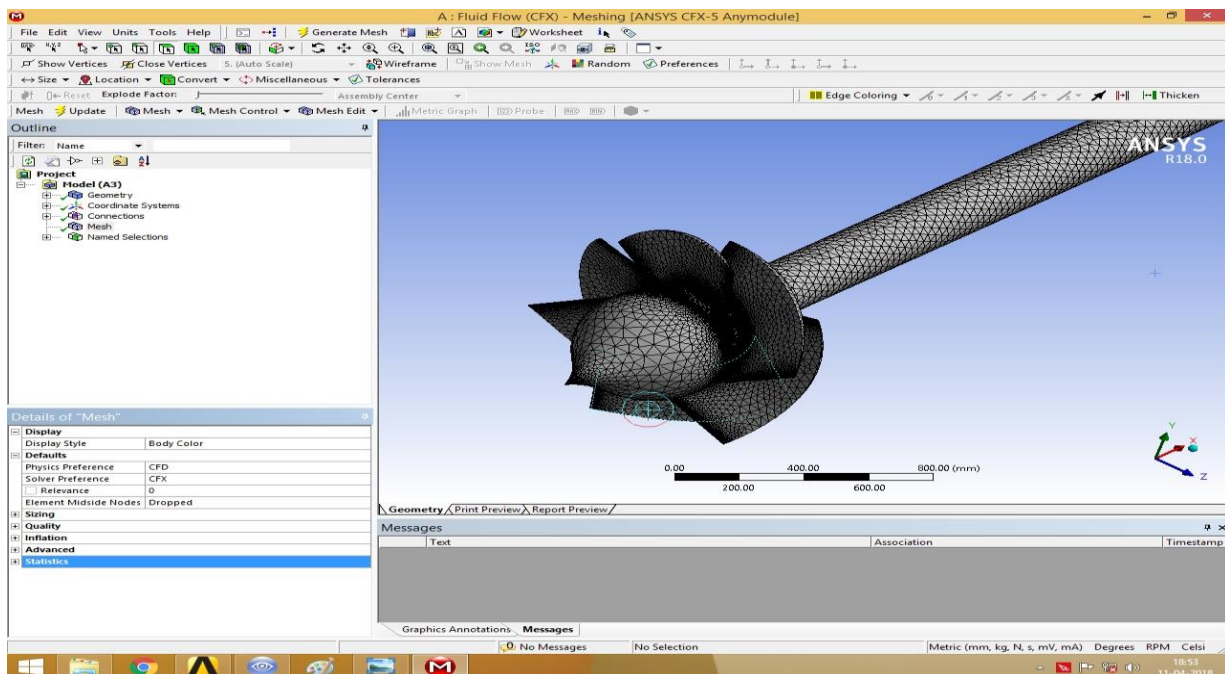 A : Fluid Flow (CFX) - Meshing [ANSYS CFX-5 Anymodule]
File Edit View Units Tools Help Generate Mesh Worksheet
Show Vertices Close Vertices 5. (Auto Scale) Wireframe Show Mesh Random Preferences
Size Location Convert Miscellaneous Tolerances
Reset Explode Factor: Assembly Center Edge Coloring Thicken
Mesh Update Mesh Mesh Control Mesh Edit Metric Graph Probe
Outline
Filter: Name
Project
Model (A3)
Geometry
Coordinate Systems
Connections
Mesh
Named Selections
ANSYS
R18.0
Details of "Mesh"
Display
Display Style Body Color
Defaults
Physics Preference CFD
Solver Preference CFX
Relevance 0
Element Midside Nodes Dropped
Sizing
Quality
Inflation
Advanced
Statistics
0.00 400.00 800.00 (mm)
200.00 600.00
Y
X
Z
Geometry Print Preview Report Preview
Messages
Text Association Timestamp
Graphics Annotations Messages
No Messages No Selection Metric (mm, kg, N, s, mV, mA) Degrees RPM Celsi
18:53
11-04-2018